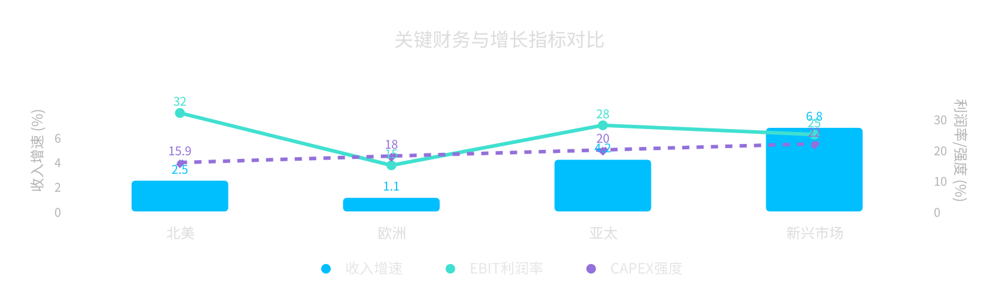 关键财务与增长指标对比
收入增速 (%)
利润率/强度 (%)
6
4
2
0
30
20
10
0
32
15.9
2.5
18
15
1.1
28
20
4.2
6.8
25
22
北美
欧洲
亚太
新兴市场
收入增速
EBIT利润率
CAPEX强度